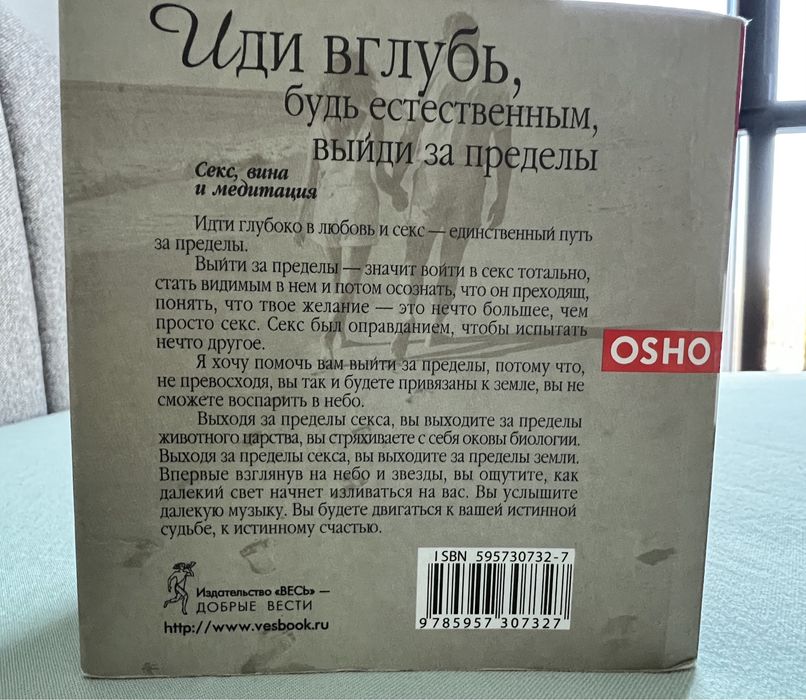 Иди вглубь,
будь естественным,
выйди за пределы
Секс, вина
и медитация
Идти глубоко в любовь и секс — единственный путь
за пределы.
Выйти за пределы — значит войти в секс тотально,
стать видимым в нем и потом осознать, что он преходящ,
понять, что твое желание — это нечто большее, чем
просто секс. Секс был оправданием, чтобы испытать
нечто другое.
OSHO
Я хочу помочь вам выйти за пределы, потому что,
не превосходя, вы так и будете привязаны к земле, вы не
сможете воспарить в небо.
Выходя за пределы секса, вы выходите за пределы
животного царства, вы стряхиваете с себя оковы биологии.
Выходя за пределы секса, вы выходите за пределы земли.
Впервые взглянув на небо и звезды, вы ощутите, как
далекий свет начнет изливаться на вас. Вы услышите
далекую музыку. Вы будете двигаться к вашей истинной
судьбе, к истинному счастью.
ISBN 595730732-7
Издательство «ВЕСЬ» —
ДОБРЫЕ ВЕСТИ
http://www.vesbook.ru
9 785957 307327